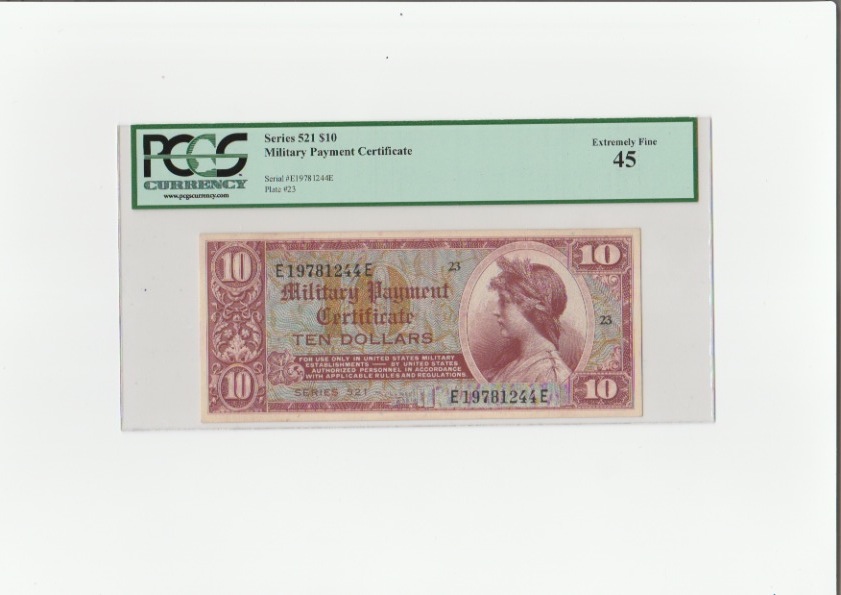 PCGS
CURRENCY
www.pcgscurrency.com
Series 521 $10
Military Payment Certificate
Serial #E19781244E
Plate #23
Extremely Fine
45
10
10
E19781244E
23
Military Payment
Certificate
23
TEN DOLLARS
FOR USE ONLY IN UNITED STATES MILITARY
ESTABLISHMENTS — BY UNITED STATES
AUTHORIZED PERSONNEL IN ACCORDANCE
WITH APPLICABLE RULES AND REGULATIONS
10
SERIES 521
E19781244E
10